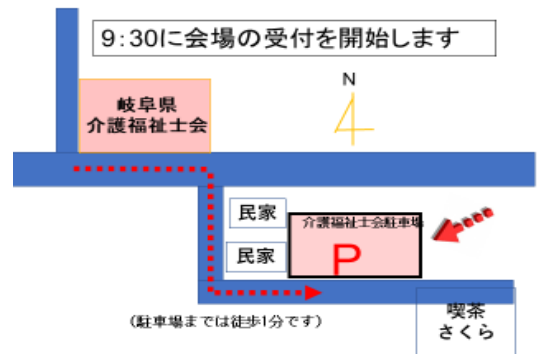 9:30に会場の受付を開始します
N
岐阜県
介護福祉士会
民家
介護福祉士会駐車場
民家
P
(駐車場までは徒歩1分です)
喫茶
さくら